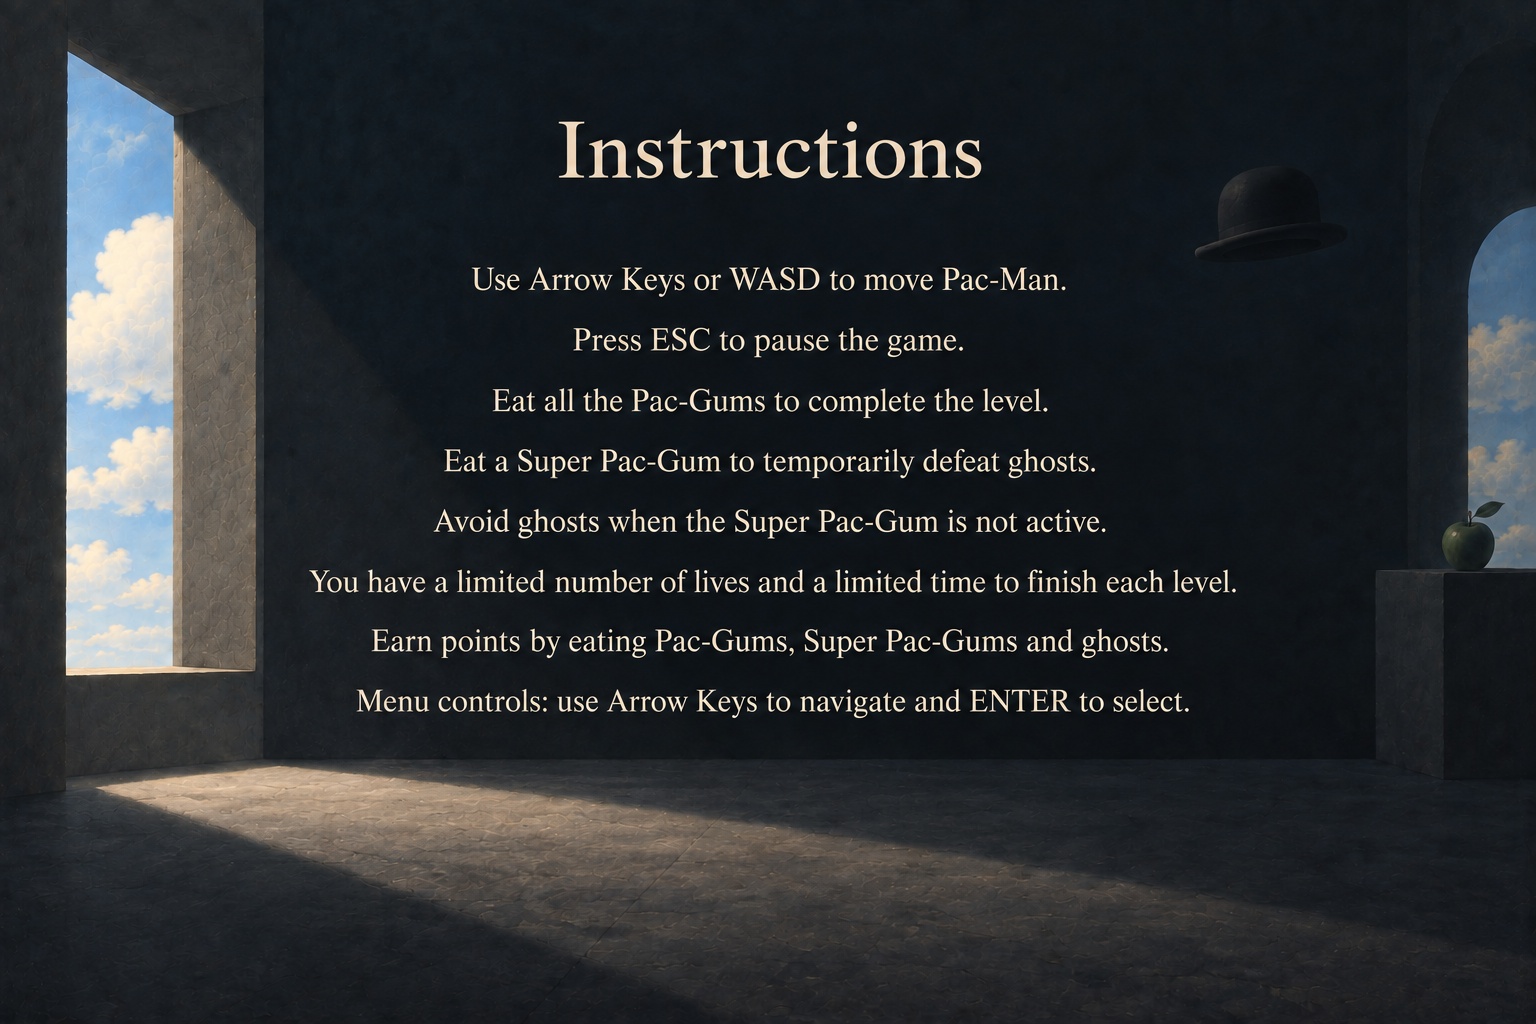 Instructions
Use Arrow Keys or WASD to move Pac-Man.
Press ESC to pause the game.
Eat all the Pac-Gums to complete the level.
Eat a Super Pac-Gum to temporarily defeat ghosts.
Avoid ghosts when the Super Pac-Gum is not active.
You have a limited number of lives and a limited time to finish each level.
Earn points by eating Pac-Gums, Super Pac-Gums and ghosts.
Menu controls: use Arrow Keys to navigate and ENTER to select.